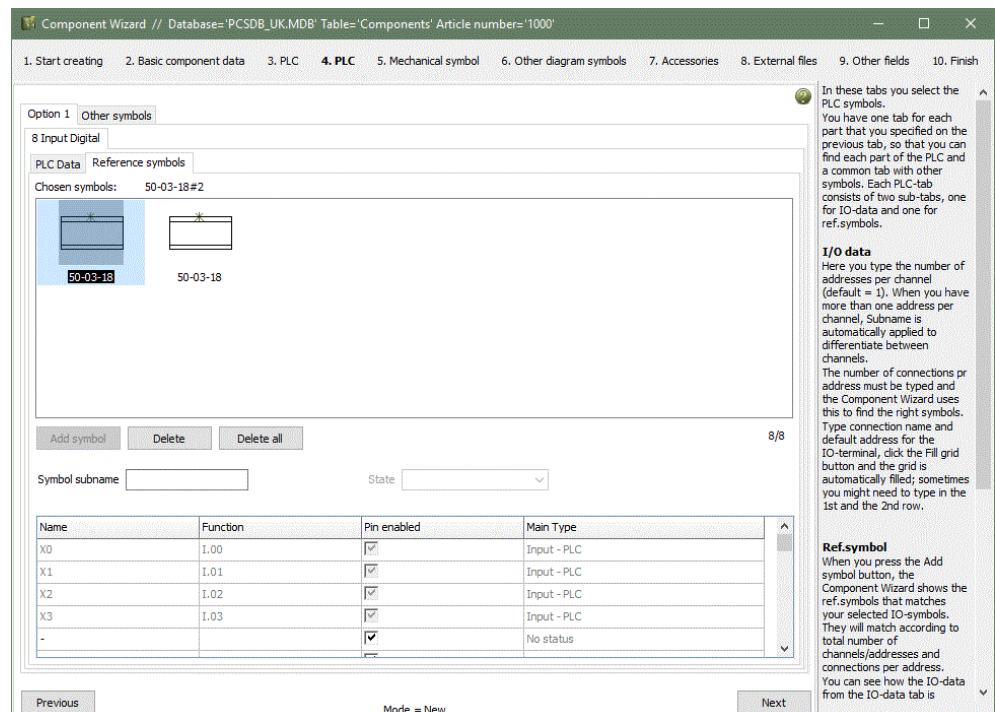 Component Wizard // Database='PCSDB_UK.MDB' Table='Components' Article number='1000'
1. Start creating 2. Basic component data 3. PLC 4. PLC 5. Mechanical symbol 6. Other diagram symbols 7. Accessories 8. External files 9. Other fields 10. Finish
Option 1 Other symbols
8 Input Digital
PLC Data Reference symbols
Chosen symbols: 50-03-18#2
50-03-18 50-03-18
Add symbol Delete Delete all 8/8
Symbol subname State
Name Function Pin enabled Main Type
X0 I.00 Input - PLC
X1 I.01 Input - PLC
X2 I.02 Input - PLC
X3 I.03 Input - PLC
- No status
Previous Mode = New Next
In these tabs you select the
PLC symbols.
You have one tab for each
part that you specified on the
previous tab, so that you can
find each part of the PLC and
a common tab with other
symbols. Each PLC-tab
consists of two sub-tabs, one
for IO-data and one for
ref.symbols.
I/O data
Here you type the number of
addresses per channel
(default = 1). When you have
more than one address per
channel, Subname is
automatically applied to
differentiate between
channels.
The number of connections pr
address must be typed and
the Component Wizard uses
this to find the right symbols.
Type connection name and
default address for the
IO-terminal, click the Fill grid
button and the grid is
automatically filled; sometimes
you might need to type in the
1st and the 2nd row.
Ref.symbol
When you press the Add
symbol button, the
Component Wizard shows the
ref.symbols that matches
your selected IO-symbols.
They will match according to
total number of
channels/addresses and
connections per address.
You can see how the IO-data
from the IO-data tab is